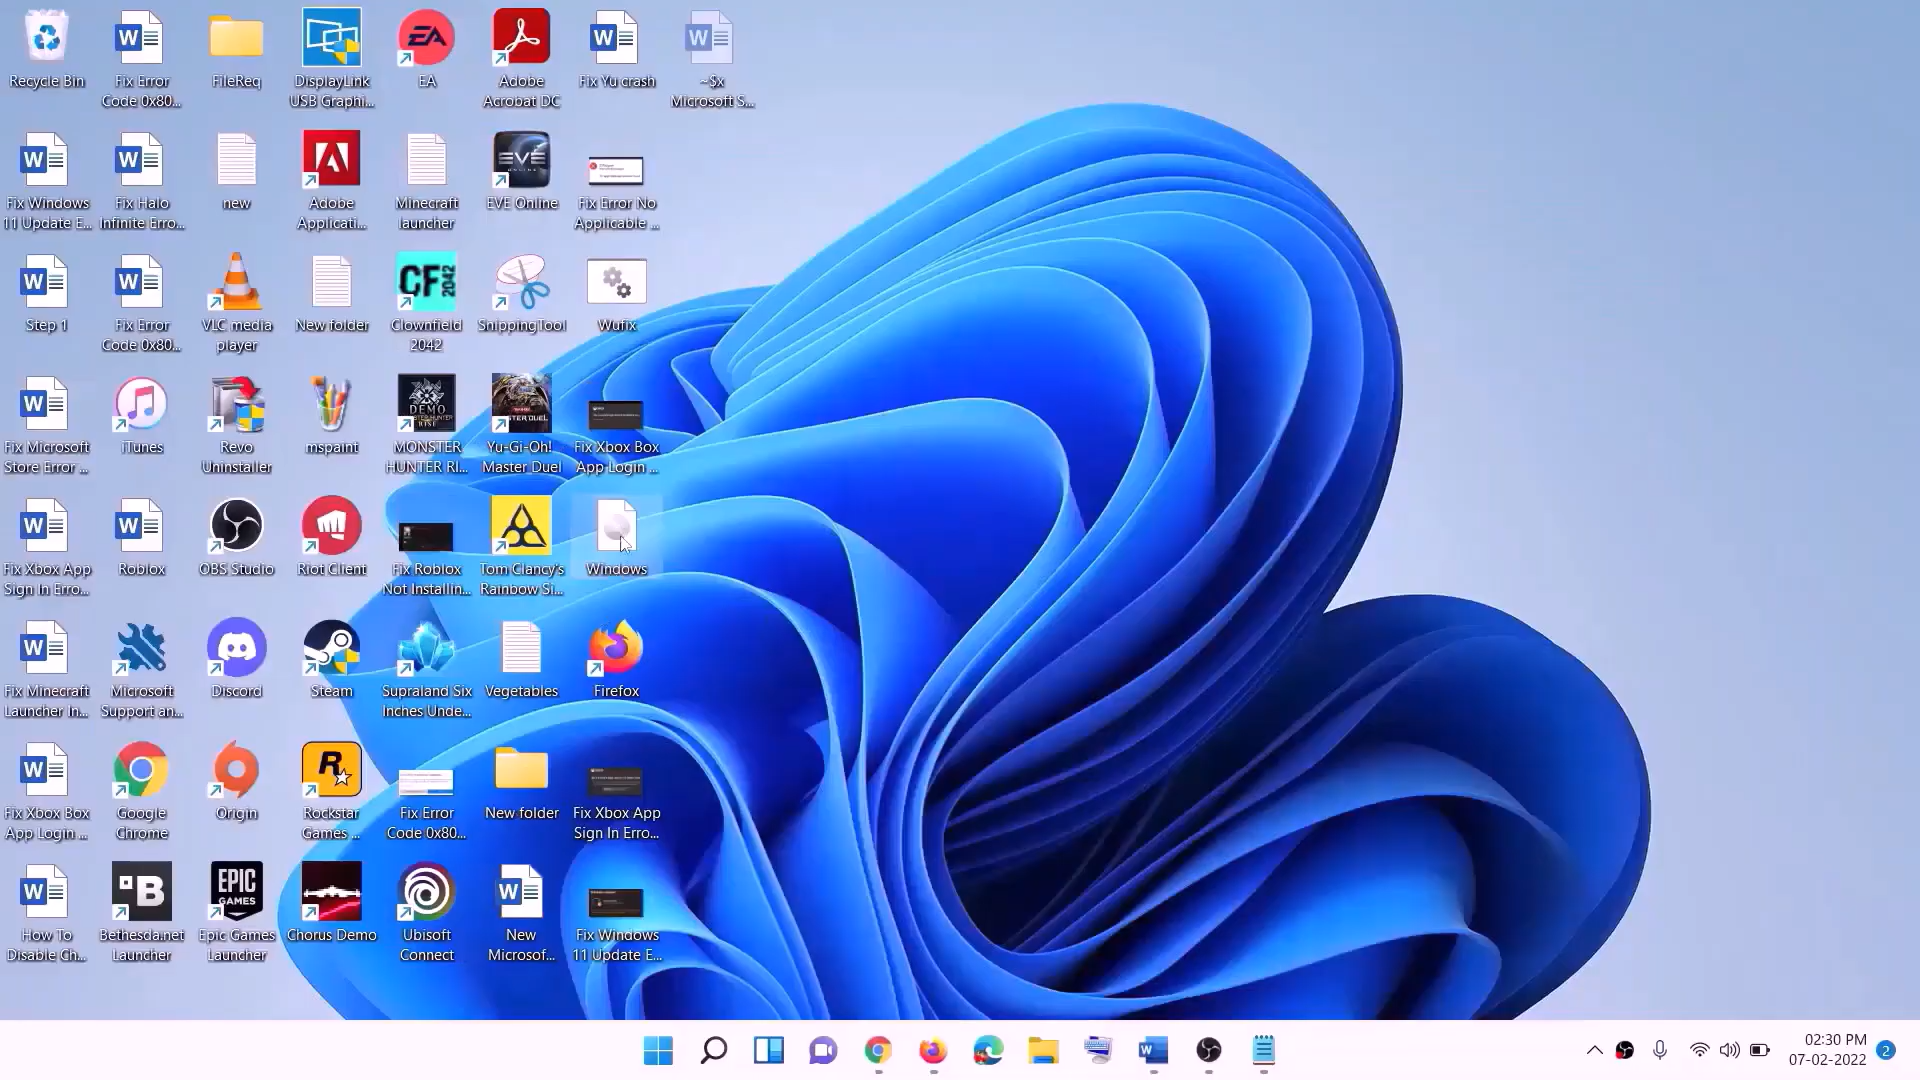 Recycle Bin
Fix Error
Code 0x80...
FileReq
DisplayLink
USB Graphi...
EA
Adobe
Acrobat DC
Fix Yu crash
~$x
Microsoft S...
Fix Windows
11 Update E...
Fix Halo
Infinite Erro...
new
Adobe
Applicati...
Minecraft
launcher
EVE Online
Fix Error No
Applicable ...
Step 1
Fix Error
Code 0x80...
VLC media
player
New folder
Clownfield
2042
SnippingTool
Wufix
Fix Microsoft
Store Error ...
iTunes
Revo
Uninstaller
mspaint
MONSTER
HUNTER RI...
Yu-Gi-Oh!
Master Duel
Fix Xbox Box
App Login ...
Fix Xbox App
Sign In Erro...
Roblox
OBS Studio
Riot Client
Fix Roblox
Not Installin...
Tom Clancy's
Rainbow Si...
Windows
Fix Minecraft
Launcher In...
Microsoft
Support an...
Discord
Steam
Supraland Six
Inches Unde...
Vegetables
Firefox
Fix Xbox Box
App Login ...
Google
Chrome
Origin
Rockstar
Games ...
Fix Error
Code 0x80...
New folder
Fix Xbox App
Sign In Erro...
How To
Disable Ch...
Bethesda.net
Launcher
EPIC
GAMES
Epic Games
Launcher
Chorus Demo
Ubisoft
Connect
New
Microsof...
Fix Windows
11 Update E...
02:30 PM
07-02-2022
2